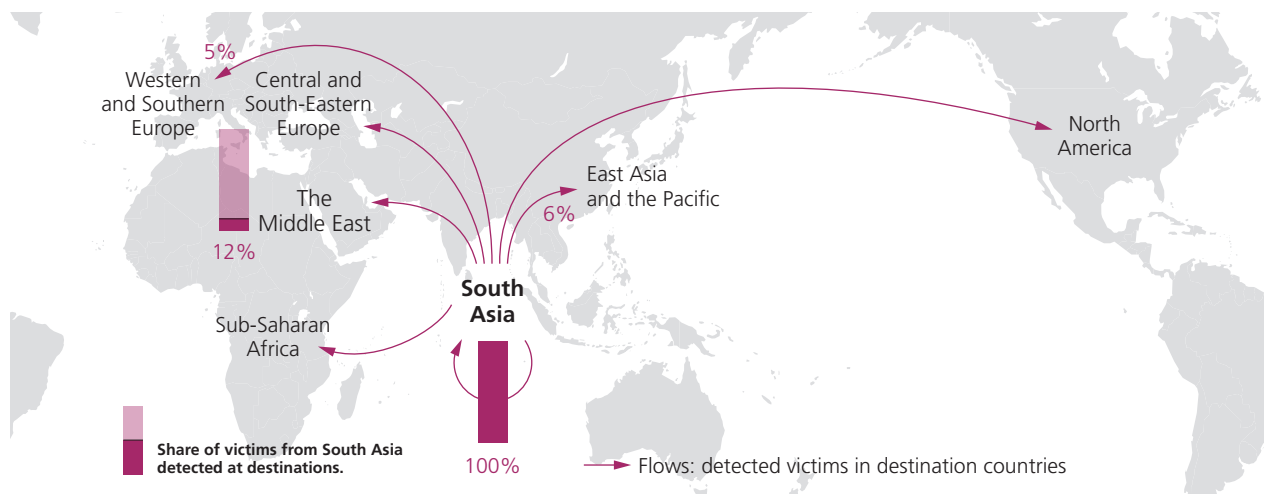 5%
Western
and Southern
Europe
Central and
South-Eastern
Europe
North
America
East Asia
and the Pacific
6%
The
Middle East
12%
South
Asia
Sub-Saharan
Africa
Share of victims from South Asia
detected at destinations.
100%
Flows: detected victims in destination countries